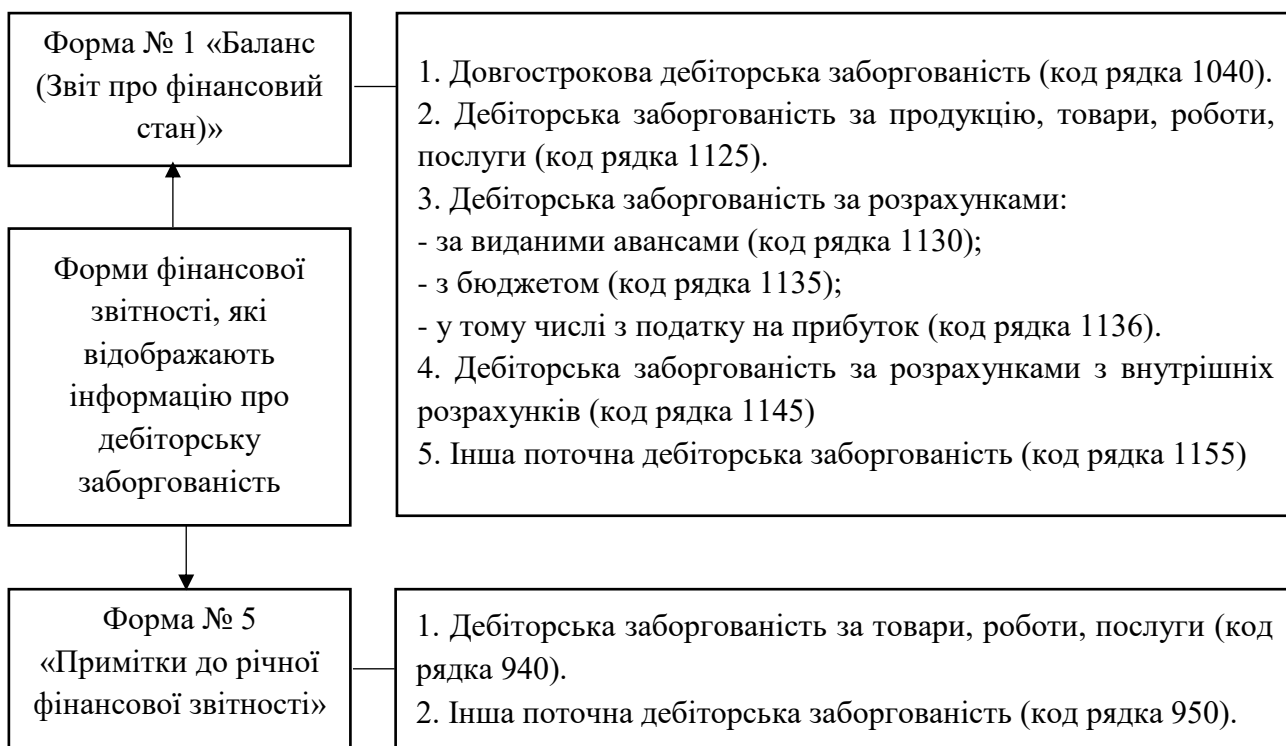 Форма № 1 «Баланс
(Звіт про фінансовий
стан)»
1. Довгострокова дебіторська заборгованість (код рядка 1040).
2. Дебіторська заборгованість за продукцію, товари, роботи,
послуги (код рядка 1125).
3. Дебіторська заборгованість за розрахунками:
- за виданими авансами (код рядка 1130);
- з бюджетом (код рядка 1135);
- у тому числі з податку на прибуток (код рядка 1136).
4. Дебіторська заборгованість за розрахунками з внутрішніх
розрахунків (код рядка 1145)
5. Інша поточна дебіторська заборгованість (код рядка 1155)
Форми фінансової
звітності, які
відображають
інформацію про
дебіторську
заборгованість
Форма № 5
«Примітки до річної
фінансової звітності»
1. Дебіторська заборгованість за товари, роботи, послуги (код
рядка 940).
2. Інша поточна дебіторська заборгованість (код рядка 950).